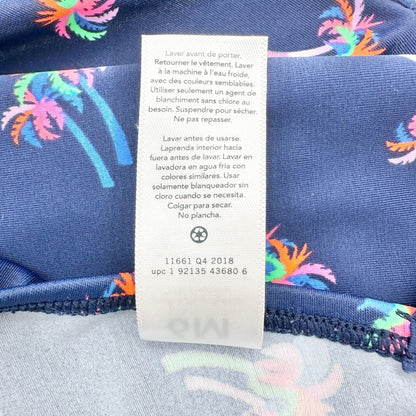 Laver avant de porter.
Retourner le vêtement. Laver
à la machine à l'eau froide,
avec des couleurs semblables.
Utiliser seulement un agent de
blanchiment sans chlore au
besoin. Suspendre pour sécher.
Ne pas repasser.
Lavar antes de usarse.
Laprenda interior hacia
fuera antes de lavar. Lavar en
lavadora en agua fría con
colores similares. Usar
solamente blanqueador sin
cloro cuando se necesita.
Colgar para secar.
No plancha.
11661 Q4 2018
upc 1 92135 43680 6